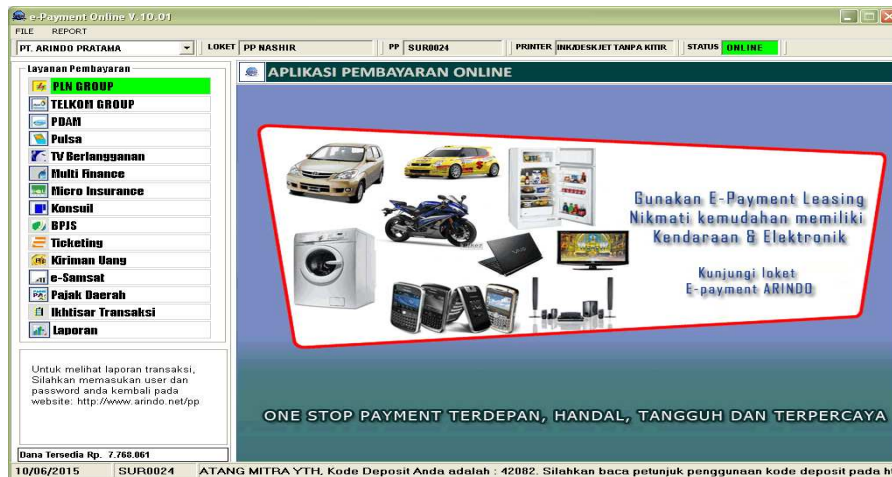 e-Payment Online V.10.01
FILE REPORT
PT. ARINDO PRATAMA LOKET PP NASHIR PP SUR0024 PRINTER INK/DESKJET TANPA KITIR STATUS ONLINE
Layanan Pembayaran
PLN GROUP
TELKOM GROUP
PDAM
Pulsa
TV Berlangganan
Multi Finance
Micro Insurance
Konsuil
BPJS
Ticketing
Kiriman Uang
e-Samsat
Pajak Daerah
Ikhtisar Transaksi
Laporan
Untuk melihat laporan transaksi,
Silahkan memasukan user dan
password anda kembali pada
website: http://www.arindo.net/pp
Dana Tersedia Rp. 7.768.061
APLIKASI PEMBAYARAN ONLINE
Gunakan E-Payment Leasing
Nikmati kemudahan memiliki
Kendaraan & Elektronik
Kunjungi loket
E-payment ARINDO
ONE STOP PAYMENT TERDEPAN, HANDAL, TANGGUH DAN TERPERCAYA
10/06/2015 SUR0024 ATANG MITRA YTH, Kode Deposit Anda adalah : 42082. Silahkan baca petunjuk penggunaan kode deposit pada ht